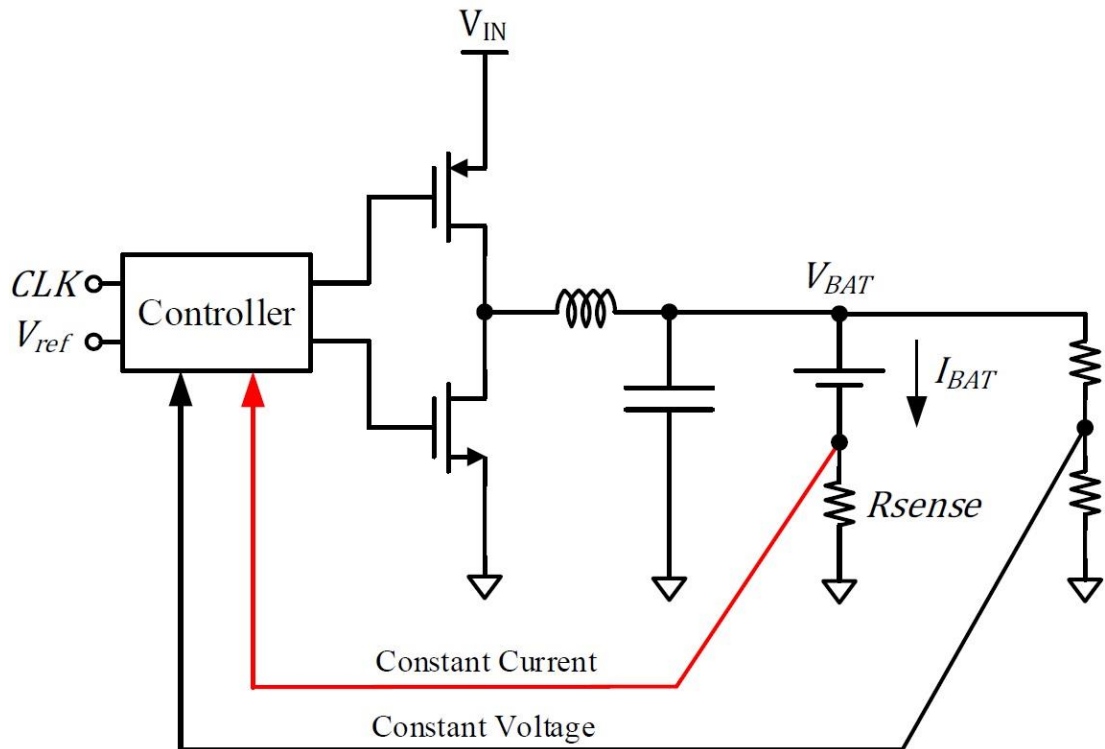 V_IN
CLK
V_ref
Controller
V_BAT
I_BAT
Rsense
Constant Current
Constant Voltage